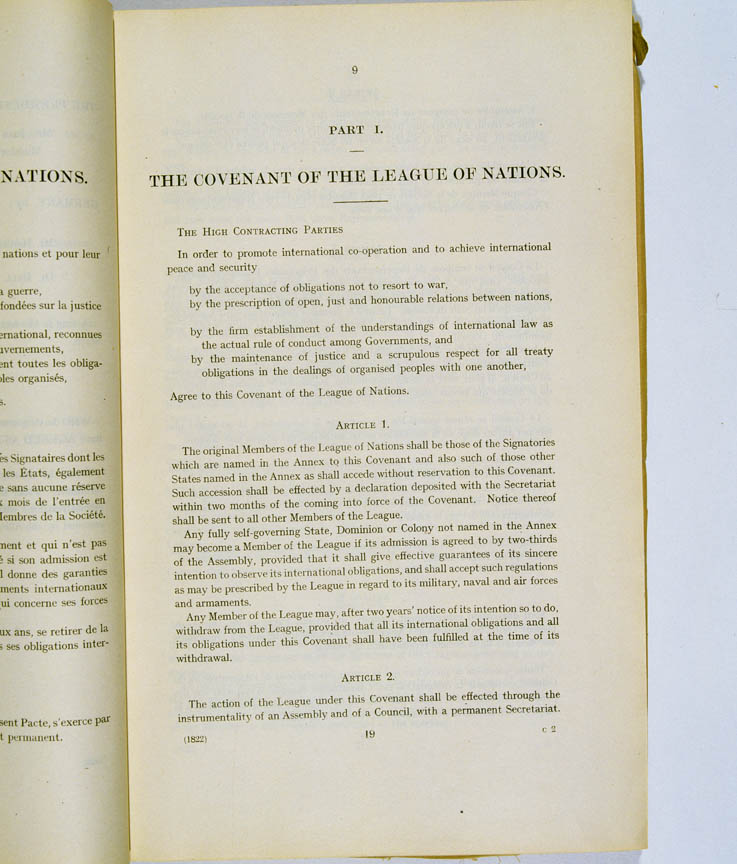 NATIONS.
nations et pour leur
a guerre,
fondées sur la justice
ernational, reconnues
uvernements,
ent toutes les obliga-
les organisés,
s.
es Signataires dont les
les États, également
e sans aucune réserve
x mois de l'entrée en
Membres de la Société.
ment et qui n'est pas
é si son admission est
l donne des garanties
ments internationaux
ui concerne ses forces
ux ans, se retirer de la
s ses obligations inter-
sent Pacte, s'exerce par
t permanent.
9
PART I.
THE COVENANT OF THE LEAGUE OF NATIONS.
THE HIGH CONTRACTING PARTIES
In order to promote international co-operation and to achieve international
peace and security
by the acceptance of obligations not to resort to war,
by the prescription of open, just and honourable relations between nations,
by the firm establishment of the understandings of international law as
the actual rule of conduct among Governments, and
by the maintenance of justice and a scrupulous respect for all treaty
obligations in the dealings of organised peoples with one another,
Agree to this Covenant of the League of Nations.
ARTICLE 1.
The original Members of the League of Nations shall be those of the Signatories
which are named in the Annex to this Covenant and also such of those other
States named in the Annex as shall accede without reservation to this Covenant.
Such accession shall be effected by a declaration deposited with the Secretariat
within two months of the coming into force of the Covenant. Notice thereof
shall be sent to all other Members of the League.
Any fully self-governing State, Dominion or Colony not named in the Annex
may become a Member of the League if its admission is agreed to by two-thirds
of the Assembly, provided that it shall give effective guarantees of its sincere
intention to observe its international obligations, and shall accept such regulations
as may be prescribed by the League in regard to its military, naval and air forces
and armaments.
Any Member of the League may, after two years' notice of its intention so to do,
withdraw from the League, provided that all its international obligations and all
its obligations under this Covenant shall have been fulfilled at the time of its
withdrawal.
ARTICLE 2.
The action of the League under this Covenant shall be effected through the
instrumentality of an Assembly and of a Council, with a permanent Secretariat.
(1822)
19
c 2